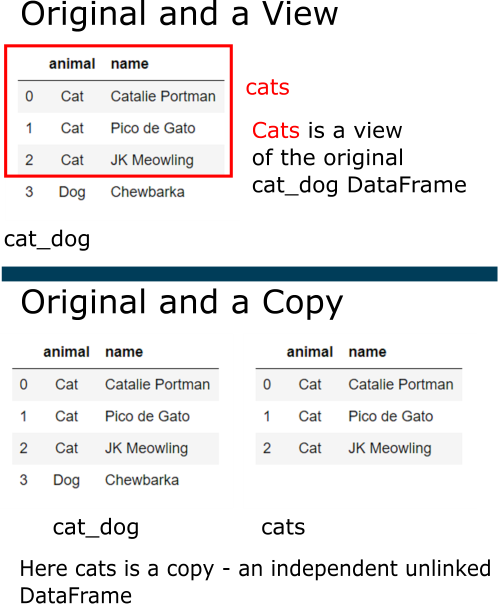 Original and a View
animal name
0 Cat Catalie Portman
1 Cat Pico de Gato
2 Cat JK Meowling
3 Dog Chewbarka
cats
Cats is a view
of the original
cat_dog DataFrame
cat_dog
Original and a Copy
animal name
0 Cat Catalie Portman
1 Cat Pico de Gato
2 Cat JK Meowling
3 Dog Chewbarka
cat_dog
animal name
0 Cat Catalie Portman
1 Cat Pico de Gato
2 Cat JK Meowling
cats
Here cats is a copy - an independent unlinked
DataFrame